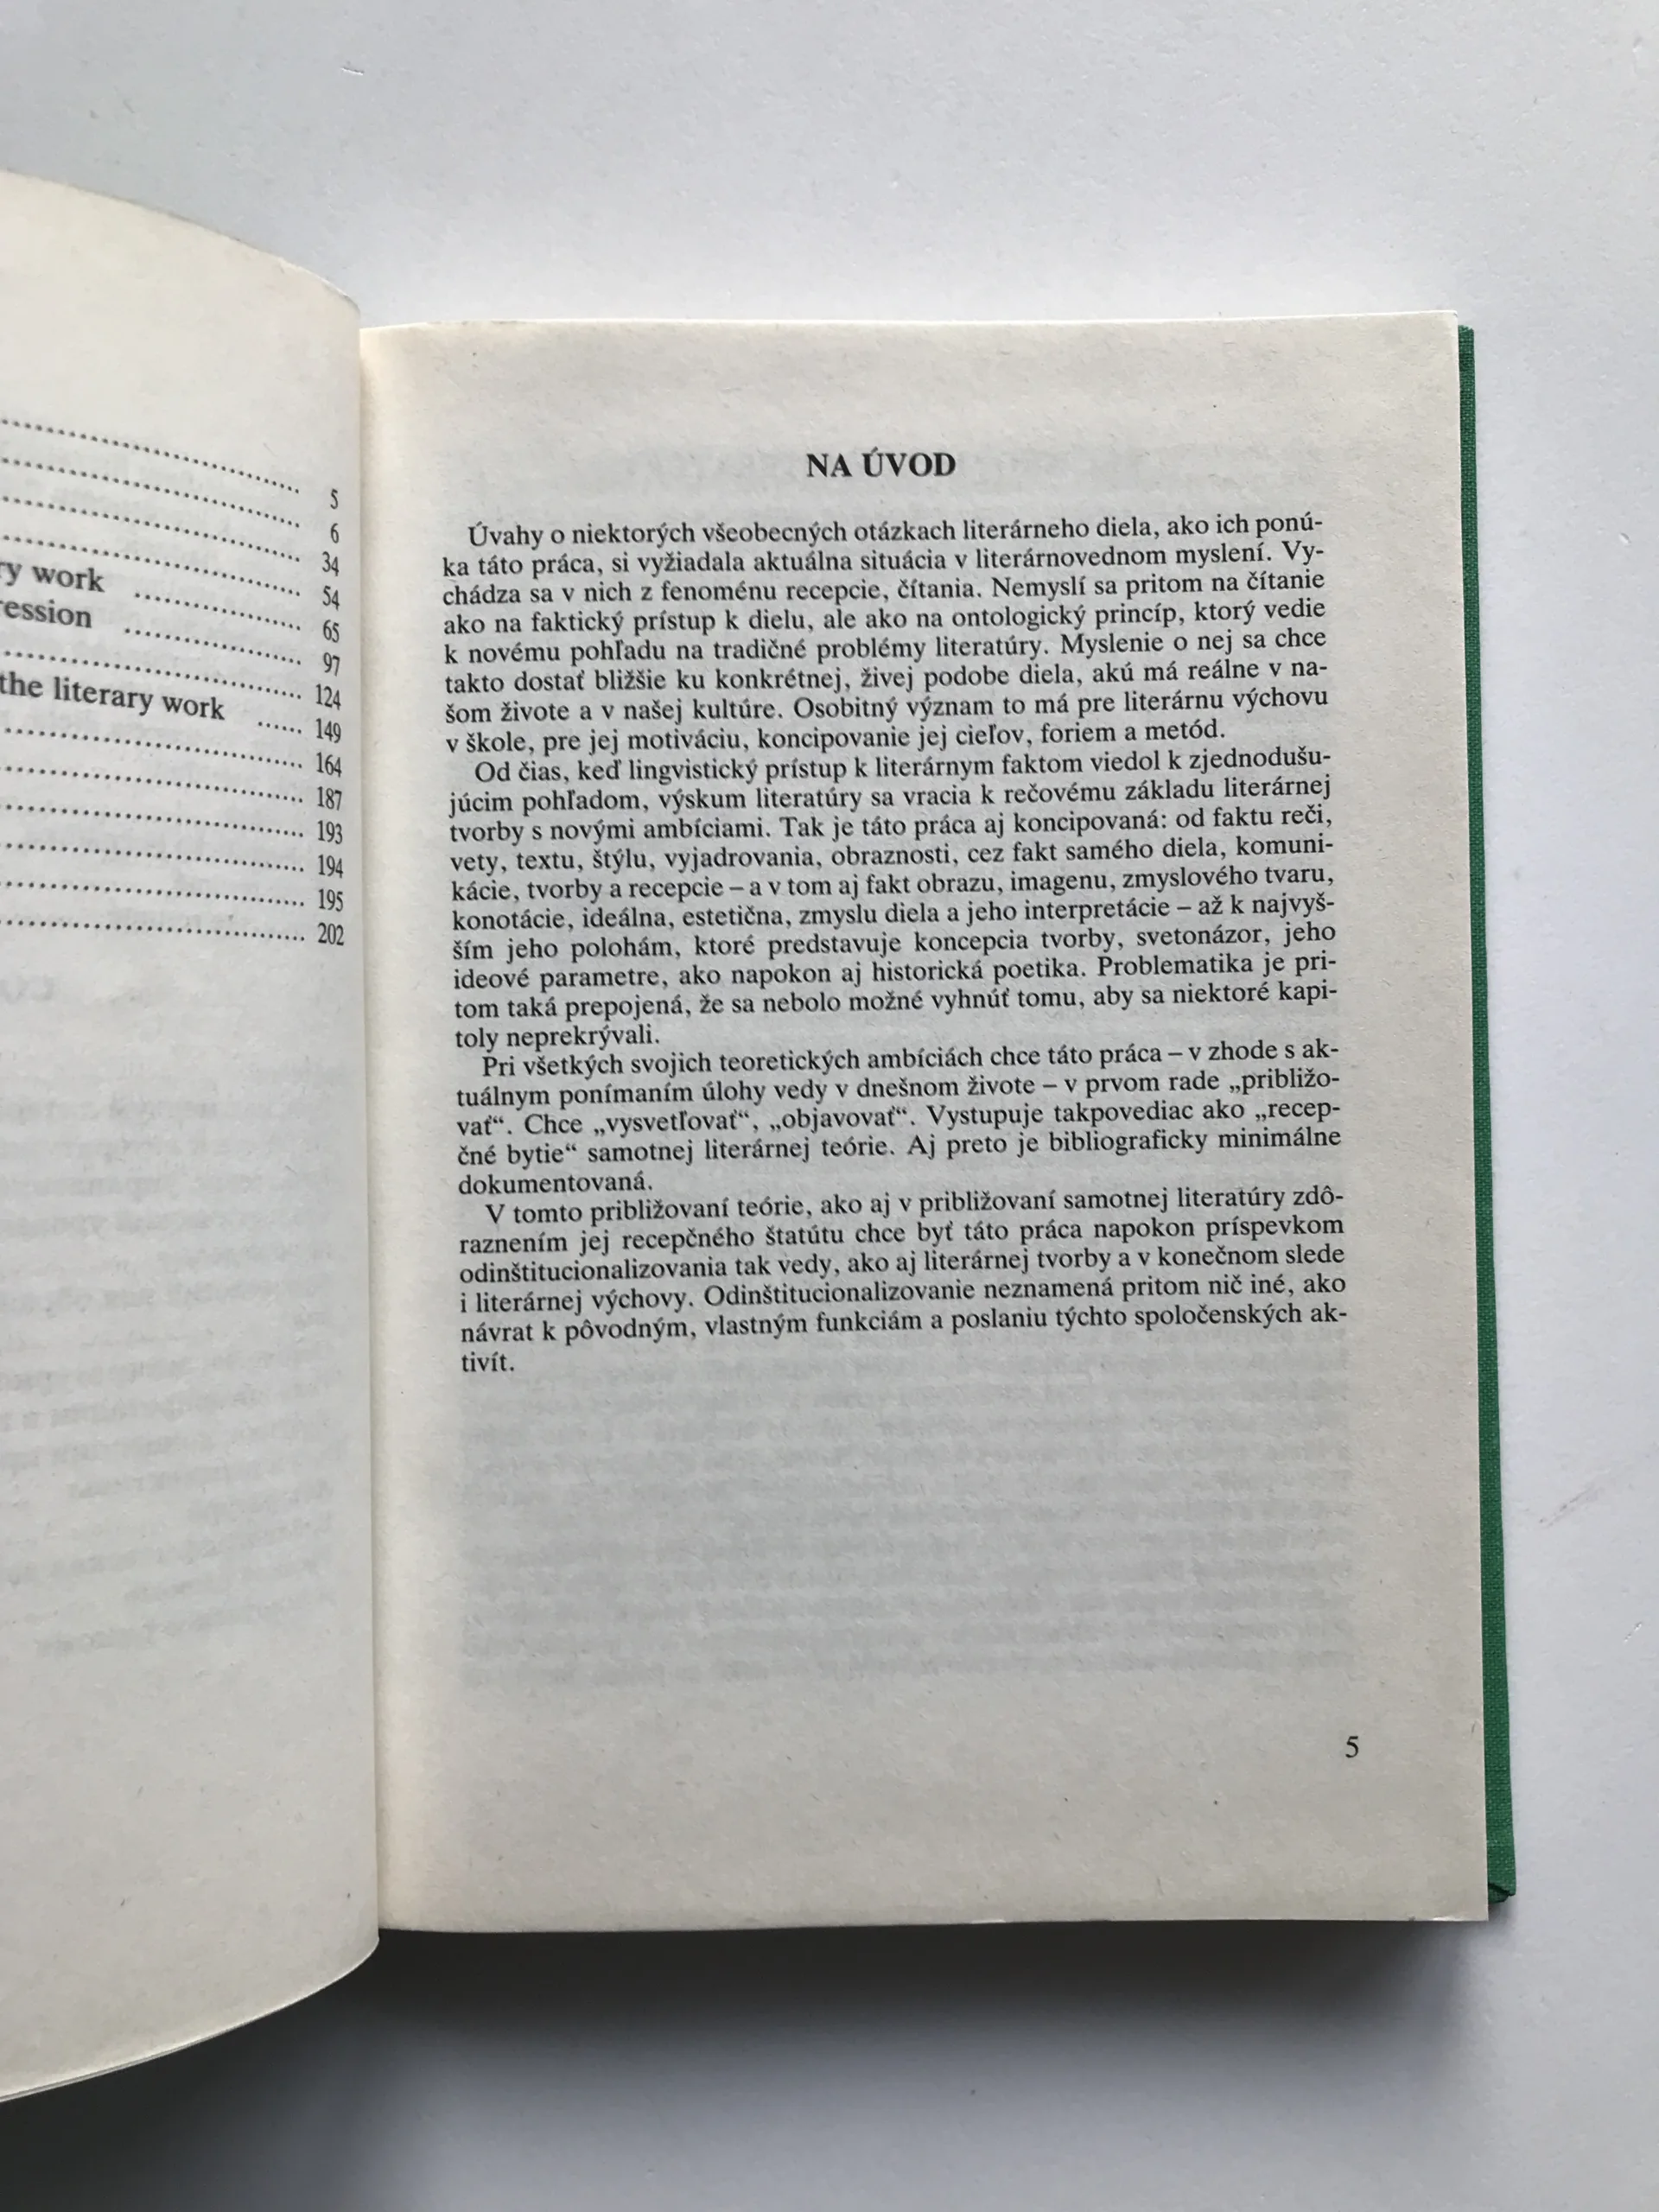 5
6
34
54
ry work 65
ression 97
124
the literary work 149
164
187
193
194
195
202
NA ÚVOD
Úvahy o niektorých všeobecných otázkach literárneho diela, ako ich ponú-
ka táto práca, si vyžiadala aktuálna situácia v literárnovednom myslení. Vy-
chádza sa v nich z fenoménu recepcie, čítania. Nemyslí sa pritom na čítanie
ako na faktický prístup k dielu, ale ako na ontologický princíp, ktorý vedie
k novému pohľadu na tradičné problémy literatúry. Myslenie o nej sa chce
takto dostať bližšie ku konkrétnej, živej podobe diela, akú má reálne v na-
šom živote a v našej kultúre. Osobitný význam to má pre literárnu výchovu
v škole, pre jej motiváciu, koncipovanie jej cieľov, foriem a metód.
Od čias, keď lingvistický prístup k literárnym faktom viedol k zjednodušu-
júcim pohľadom, výskum literatúry sa vracia k rečovému základu literárnej
tvorby s novými ambíciami. Tak je táto práca aj koncipovaná: od faktu reči,
vety, textu, štýlu, vyjadrovania, obraznosti, cez fakt samého diela, komuni-
kácie, tvorby a recepcie – a v tom aj fakt obrazu, imagenu, zmyslového tvaru,
konotácie, ideálna, estetična, zmyslu diela a jeho interpretácie – až k najvyš-
ším jeho polohám, ktoré predstavuje koncepcia tvorby, svetonázor, jeho
ideové parametre, ako napokon aj historická poetika. Problematika je pri-
tom taká prepojená, že sa nebolo možné vyhnúť tomu, aby sa niektoré kapi-
toly neprekrývali.
Pri všetkých svojich teoretických ambíciách chce táto práca – v zhode s ak-
tuálnym ponímaním úlohy vedy v dnešnom živote – v prvom rade „približo-
vať“. Chce „vysvetľovať“, „objavovať“. Vystupuje takpovediac ako „recep-
čné bytie“ samotnej literárnej teórie. Aj preto je bibliograficky minimálne
dokumentovaná.
V tomto približovaní teórie, ako aj v približovaní samotnej literatúry zdô-
raznením jej recepčného štatútu chce byť táto práca napokon príspevkom
odinštitucionalizovania tak vedy, ako aj literárnej tvorby a v konečnom slede
i literárnej výchovy. Odinštitucionalizovanie neznamená pritom nič iné, ako
návrat k pôvodným, vlastným funkciám a poslaniu týchto spoločenských ak-
tivít.
5